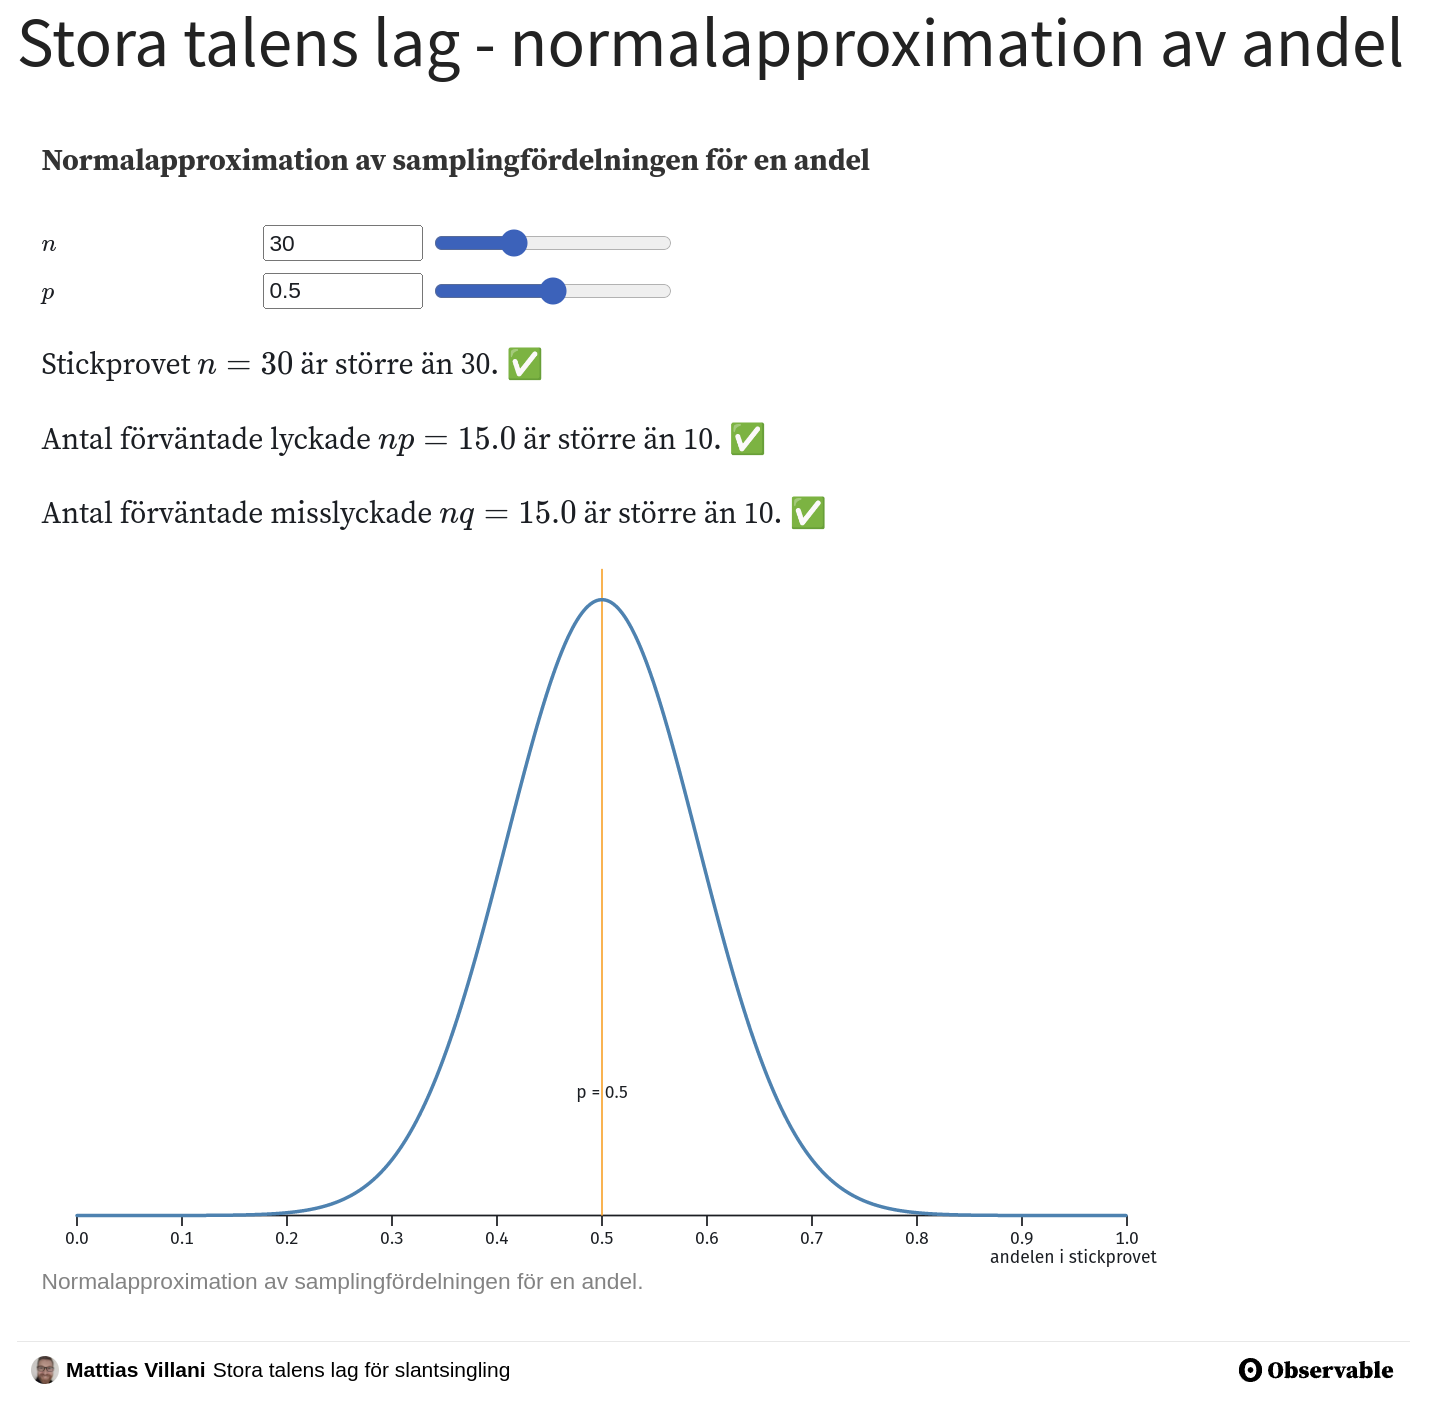 Stora talens lag - normalapproximation av andel
Normalapproximation av samplingfördelningen för en andel
n 30
p 0.5
Stickprovet n = 30 är större än 30. ✅
Antal förväntade lyckade np = 15.0 är större än 10. ✅
Antal förväntade misslyckade nq = 15.0 är större än 10. ✅
p = 0.5
0.0 0.1 0.2 0.3 0.4 0.5 0.6 0.7 0.8 0.9 1.0
andelen i stickprovet
Normalapproximation av samplingfördelningen för en andel.
Mattias Villani Stora talens lag för slantsingling Observable